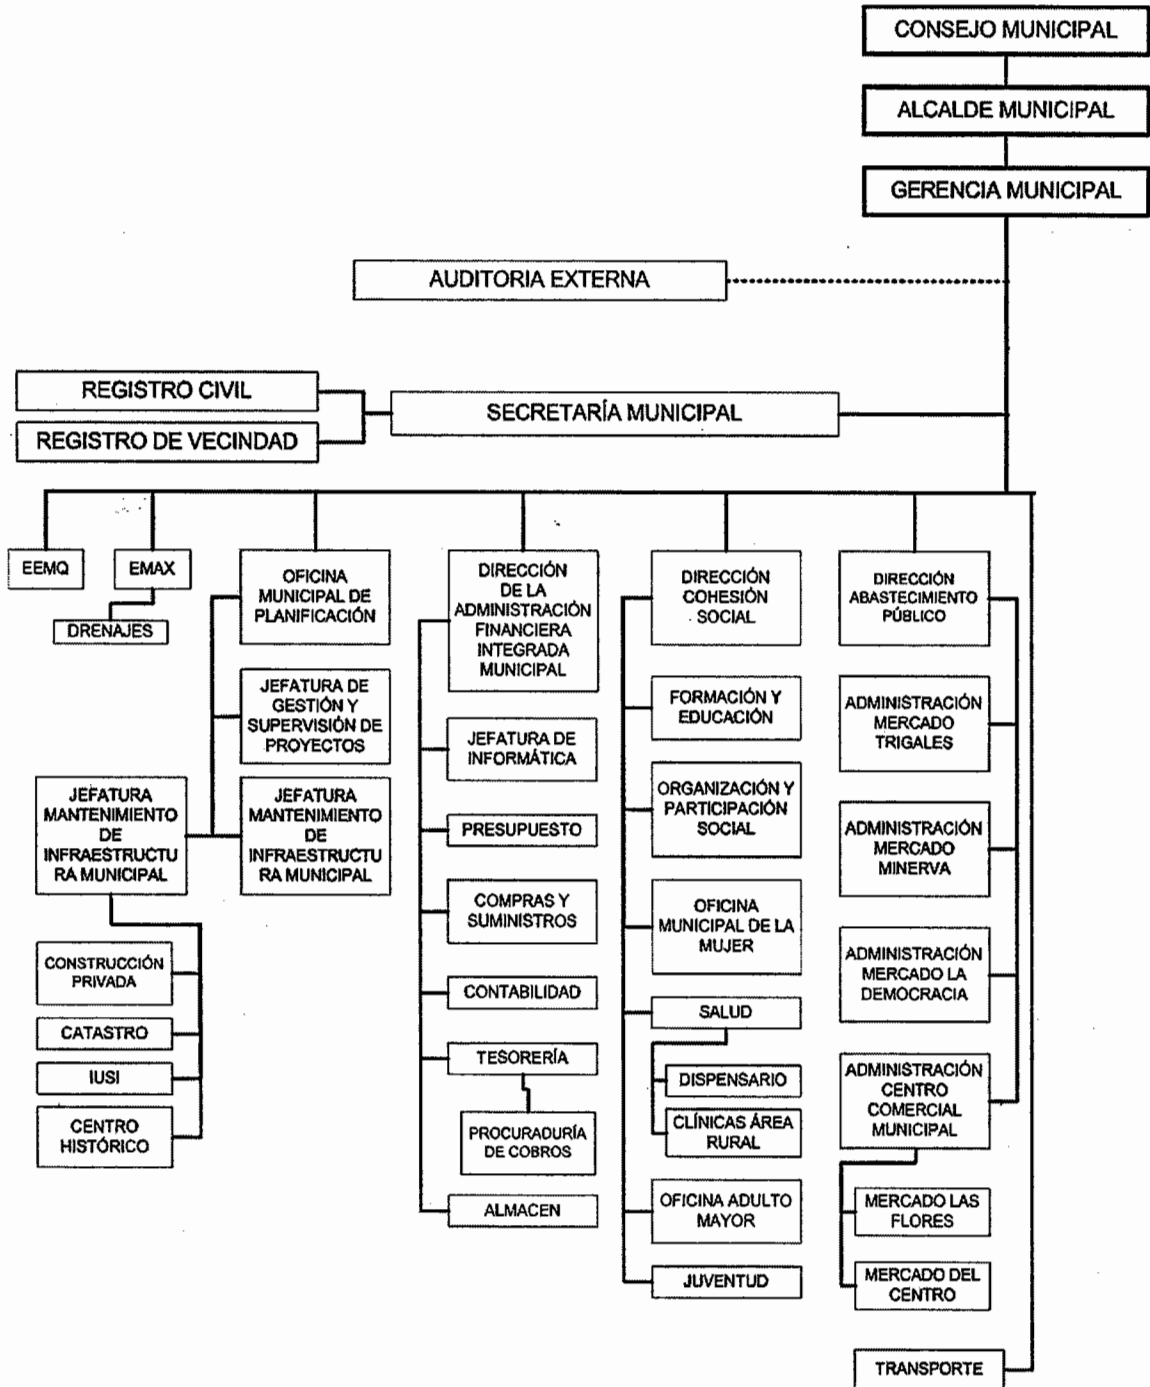 CONSEJO MUNICIPAL
ALCALDE MUNICIPAL
GERENCIA MUNICIPAL
AUDITORIA EXTERNA
REGISTRO CIVIL
REGISTRO DE VECINDAD
SECRETARÍA MUNICIPAL
EEMQ
EMAX
DRENAJES
OFICINA
MUNICIPAL DE
PLANIFICACIÓN
JEFATURA DE
GESTIÓN Y
SUPERVISIÓN DE
PROYECTOS
JEFATURA
MANTENIMIENTO
DE
INFRAESTRUCTU
RA MUNICIPAL
JEFATURA
MANTENIMIENTO
DE
INFRAESTRUCTU
RA MUNICIPAL
CONSTRUCCIÓN
PRIVADA
CATASTRO
IUSI
CENTRO
HISTÓRICO
DIRECCIÓN
DE LA
ADMINISTRACIÓN
FINANCIERA
INTEGRADA
MUNICIPAL
JEFATURA DE
INFORMÁTICA
PRESUPUESTO
COMPRAS Y
SUMINISTROS
CONTABILIDAD
TESORERÍA
PROCURADURÍA
DE COBROS
ALMACEN
DIRECCIÓN
COHESIÓN
SOCIAL
FORMACIÓN Y
EDUCACIÓN
ORGANIZACIÓN Y
PARTICIPACIÓN
SOCIAL
OFICINA
MUNICIPAL DE LA
MUJER
SALUD
DISPENSARIO
CLÍNICAS ÁREA
RURAL
OFICINA ADULTO
MAYOR
JUVENTUD
DIRECCIÓN
ABASTECIMIENTO
PÚBLICO
ADMINISTRACIÓN
MERCADO
TRIGALES
ADMINISTRACIÓN
MERCADO
MINERVA
ADMINISTRACIÓN
MERCADO LA
DEMOCRACIA
ADMINISTRACIÓN
CENTRO
COMERCIAL
MUNICIPAL
MERCADO LAS
FLORES
MERCADO DEL
CENTRO
TRANSPORTE